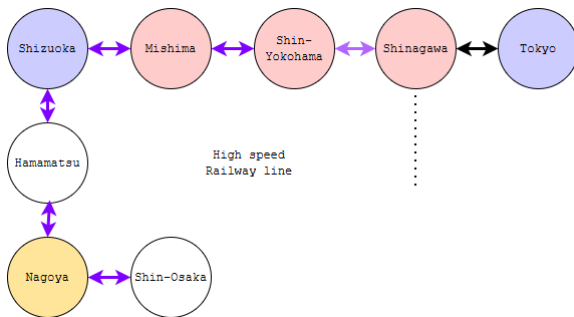 Shizuoka
Mishima
Shin-
Yokohama
Shinagawa
Tokyo
Hamamatsu
High speed
Railway line
Nagoya
Shin-Osaka